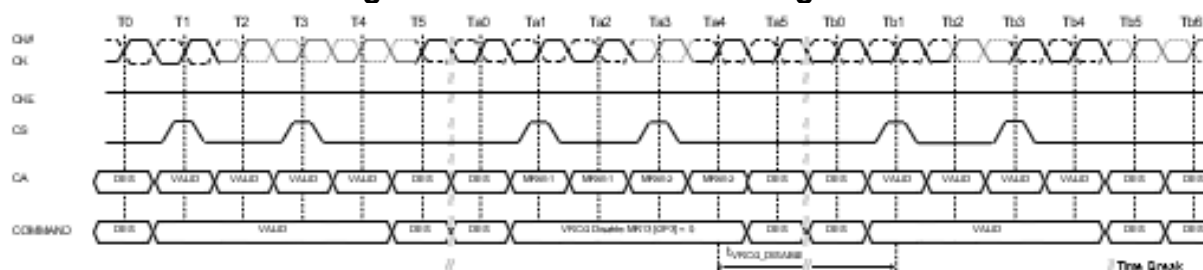 T0 T1 T2 T3 T4 T5 Ta0 Ta1 Ta2 Ta3 Ta4 Ta5 Tb0 Tb1 Tb2 Tb3 Tb4 Tb5 Tb6
CK#
CK
CKE
CS
CA DES VALID VALID VALID VALID DES DES MRW-1 MRW-1 MRW-2 MRW-2 DES DES VALID VALID VALID VALID DES DES
COMMAND DES VALID DES DES VRCG Disable: MR13 [OP3] = 0 DES DES VALID DES DES
tVRCG_DISABLE
Time Break